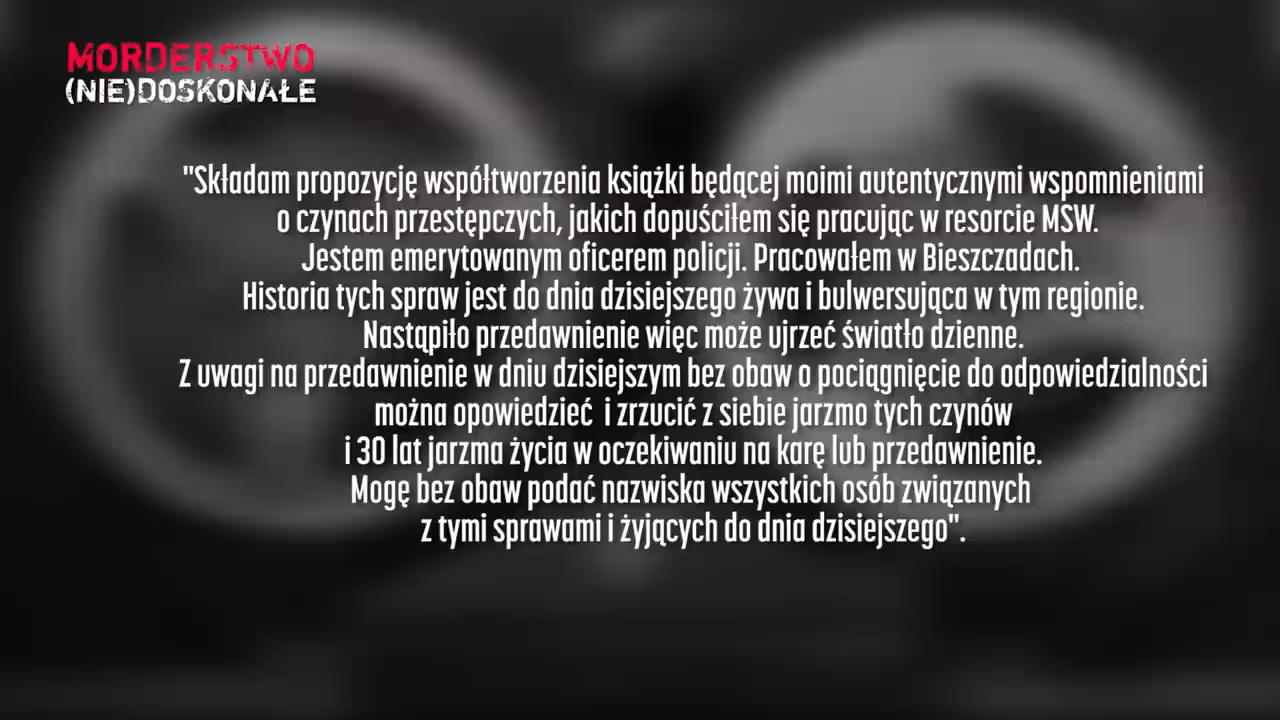 MORDERSTWO
(NIE)DOSKONAŁE
"Składam propozycję współtworzenia książki będącej moimi autentycznymi wspomnieniami
o czynach przestępczych, jakich dopuściłem się pracując w resorcie MSW.
Jestem emerytowanym oficerem policji. Pracowałem w Bieszczadach.
Historia tych spraw jest do dnia dzisiejszego żywa i bulwersująca w tym regionie.
Nastąpiło przedawnienie więc może ujrzeć światło dzienne.
Z uwagi na przedawnienie w dniu dzisiejszym bez obaw o pociągnięcie do odpowiedzialności
można opowiedzieć i zrzucić z siebie jarzmo tych czynów
i 30 lat jarzma życia w oczekiwaniu na karę lub przedawnienie.
Mogę bez obaw podać nazwiska wszystkich osób związanych
z tymi sprawami i żyjących do dnia dzisiejszego".